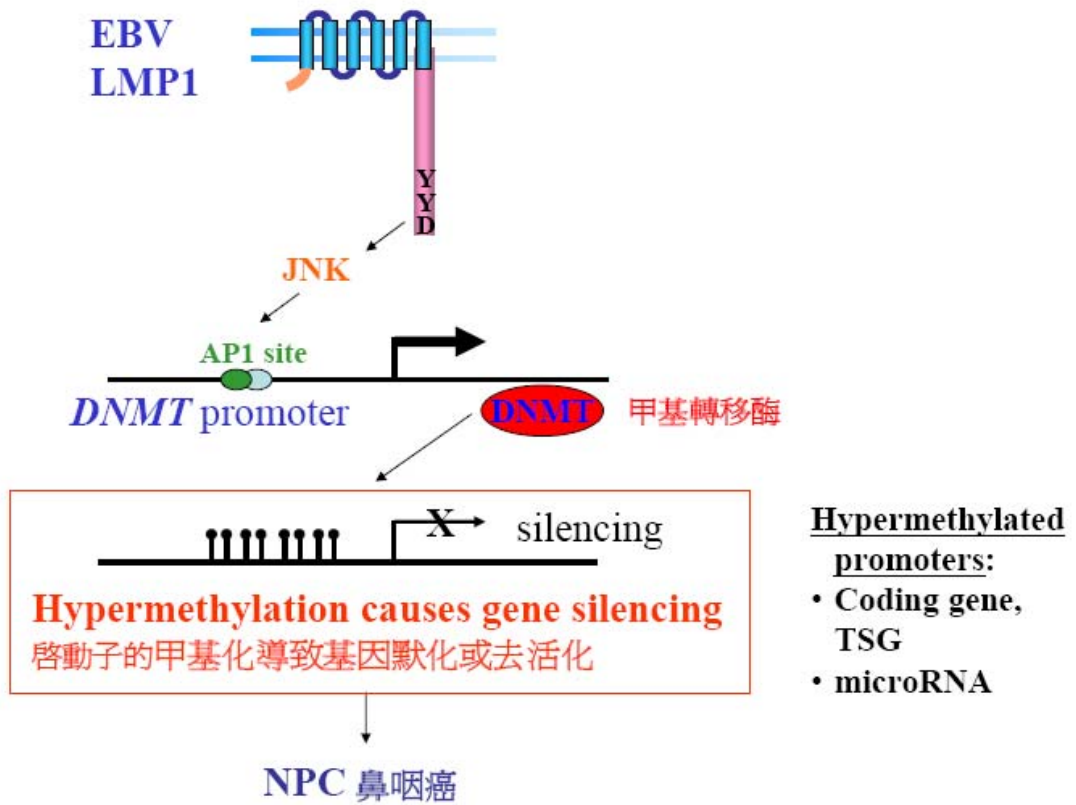 EBV
LMP1
Y
Y
D
JNK
AP1 site
DNMT promoter
DNMT
甲基轉移酶
X
silencing
Hypermethylation causes gene silencing
啓動子的甲基化導致基因默化或去活化
Hypermethylated
promoters:
• Coding gene,
TSG
• microRNA
NPC 鼻咽癌